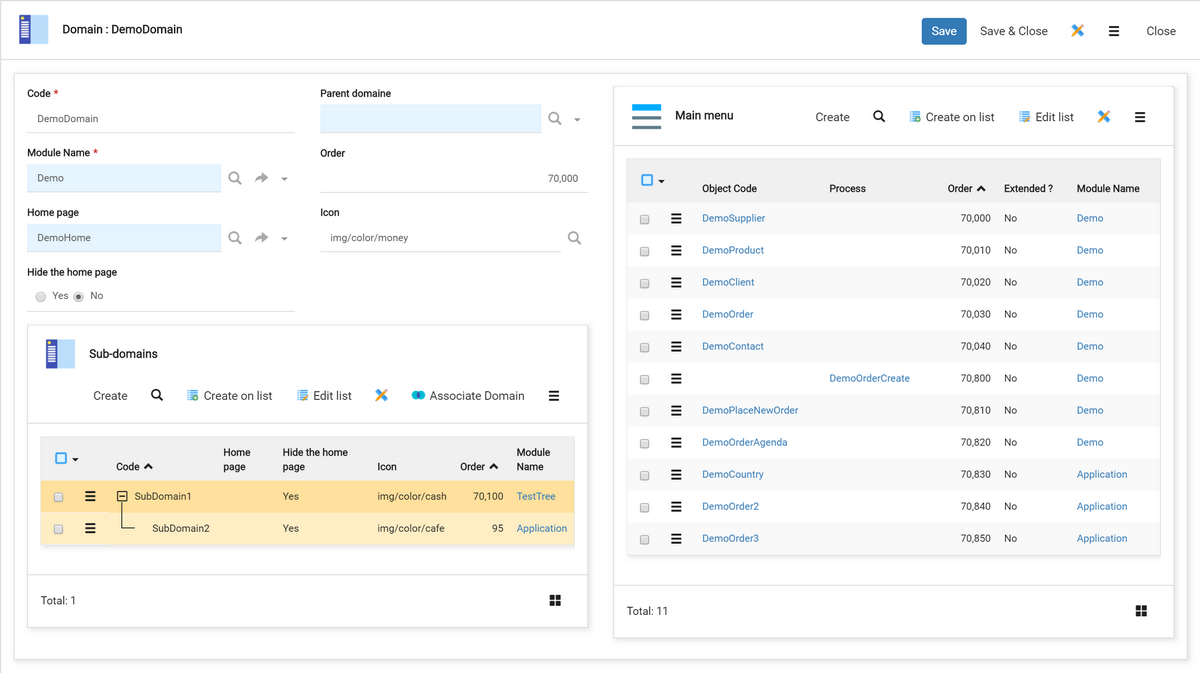 Domain : DemoDomain
Save Save & Close Close
Code *
DemoDomain
Parent domaine
Module Name *
Demo
Order
70,000
Home page
DemoHome
Icon
img/color/money
Hide the home page
Yes No
Sub-domains
Create Create on list Edit list Associate Domain
Code Home page Hide the home page Icon Order Module Name
SubDomain1 Yes img/color/cash 70,100 TestTree
SubDomain2 Yes img/color/cafe 95 Application
Total: 1
Main menu Create Create on list Edit list
Object Code Process Order Extended ? Module Name
DemoSupplier 70,000 No Demo
DemoProduct 70,010 No Demo
DemoClient 70,020 No Demo
DemoOrder 70,030 No Demo
DemoContact 70,040 No Demo
DemoOrderCreate 70,800 No Demo
DemoPlaceNewOrder 70,810 No Demo
DemoOrderAgenda 70,820 No Demo
DemoCountry 70,830 No Application
DemoOrder2 70,840 No Application
DemoOrder3 70,850 No Application
Total: 11